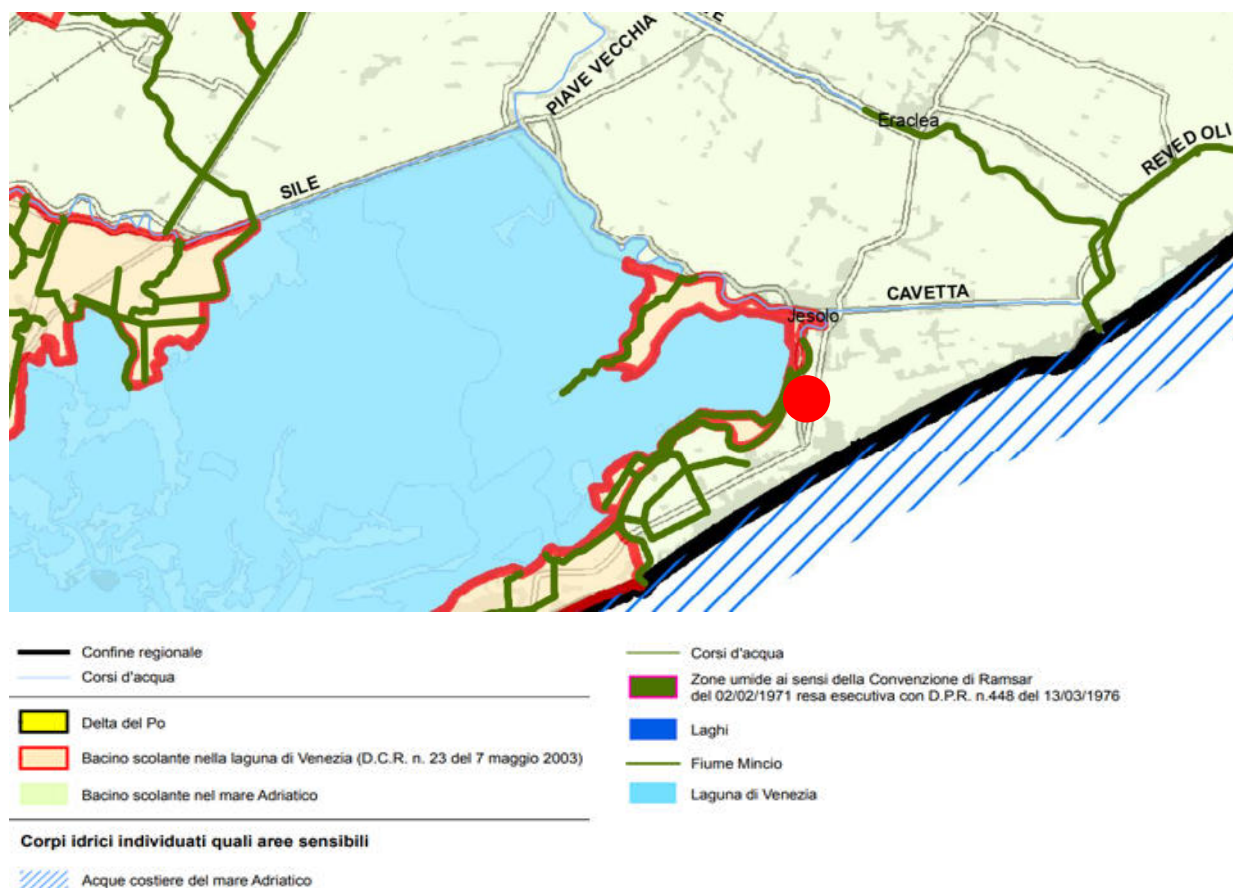 PIAVE VECCHIA
VE
Eraclea
REVEDOLI
SILE
CAVETTA
Jesolo
Confine regionale
Corsi d'acqua
Delta del Po
Bacino scolante nella laguna di Venezia (D.C.R. n. 23 del 7 maggio 2003)
Bacino scolante nel mare Adriatico
Corpi idrici individuati quali aree sensibili
Acque costiere del mare Adriatico
Corsi d'acqua
Zone umide ai sensi della Convenzione di Ramsar
del 02/02/1971 resa esecutiva con D.P.R. n.448 del 13/03/1976
Laghi
Fiume Mincio
Laguna di Venezia